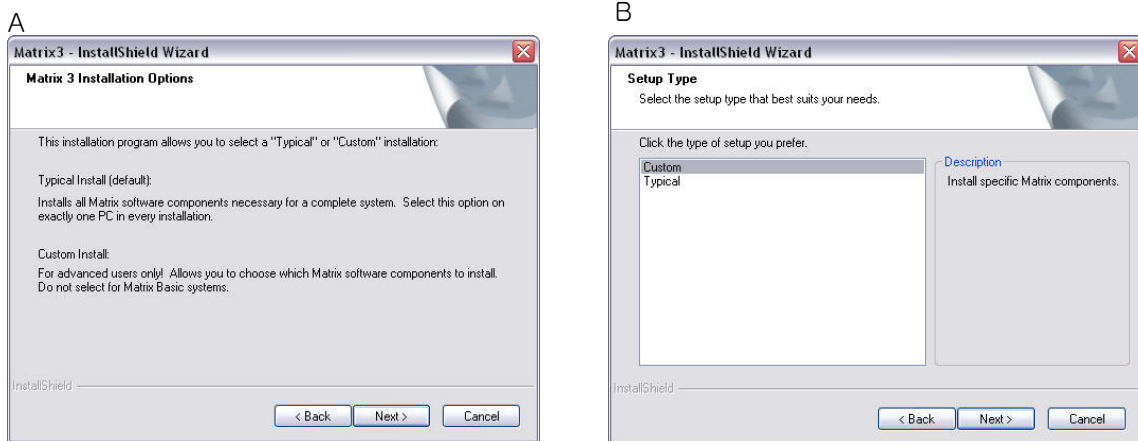 A
Matrix3 - InstallShield Wizard
Matrix 3 Installation Options
This installation program allows you to select a "Typical" or "Custom" installation:
Typical Install (default):
Installs all Matrix software components necessary for a complete system. Select this option on
exactly one PC in every installation.
Custom Install:
For advanced users only! Allows you to choose which Matrix software components to install.
Do not select for Matrix Basic systems.
InstallShield
< Back
Next >
Cancel
B
Matrix3 - InstallShield Wizard
Setup Type
Select the setup type that best suits your needs.
Click the type of setup you prefer.
Custom
Typical
Description
Install specific Matrix components.
InstallShield
< Back
Next >
Cancel